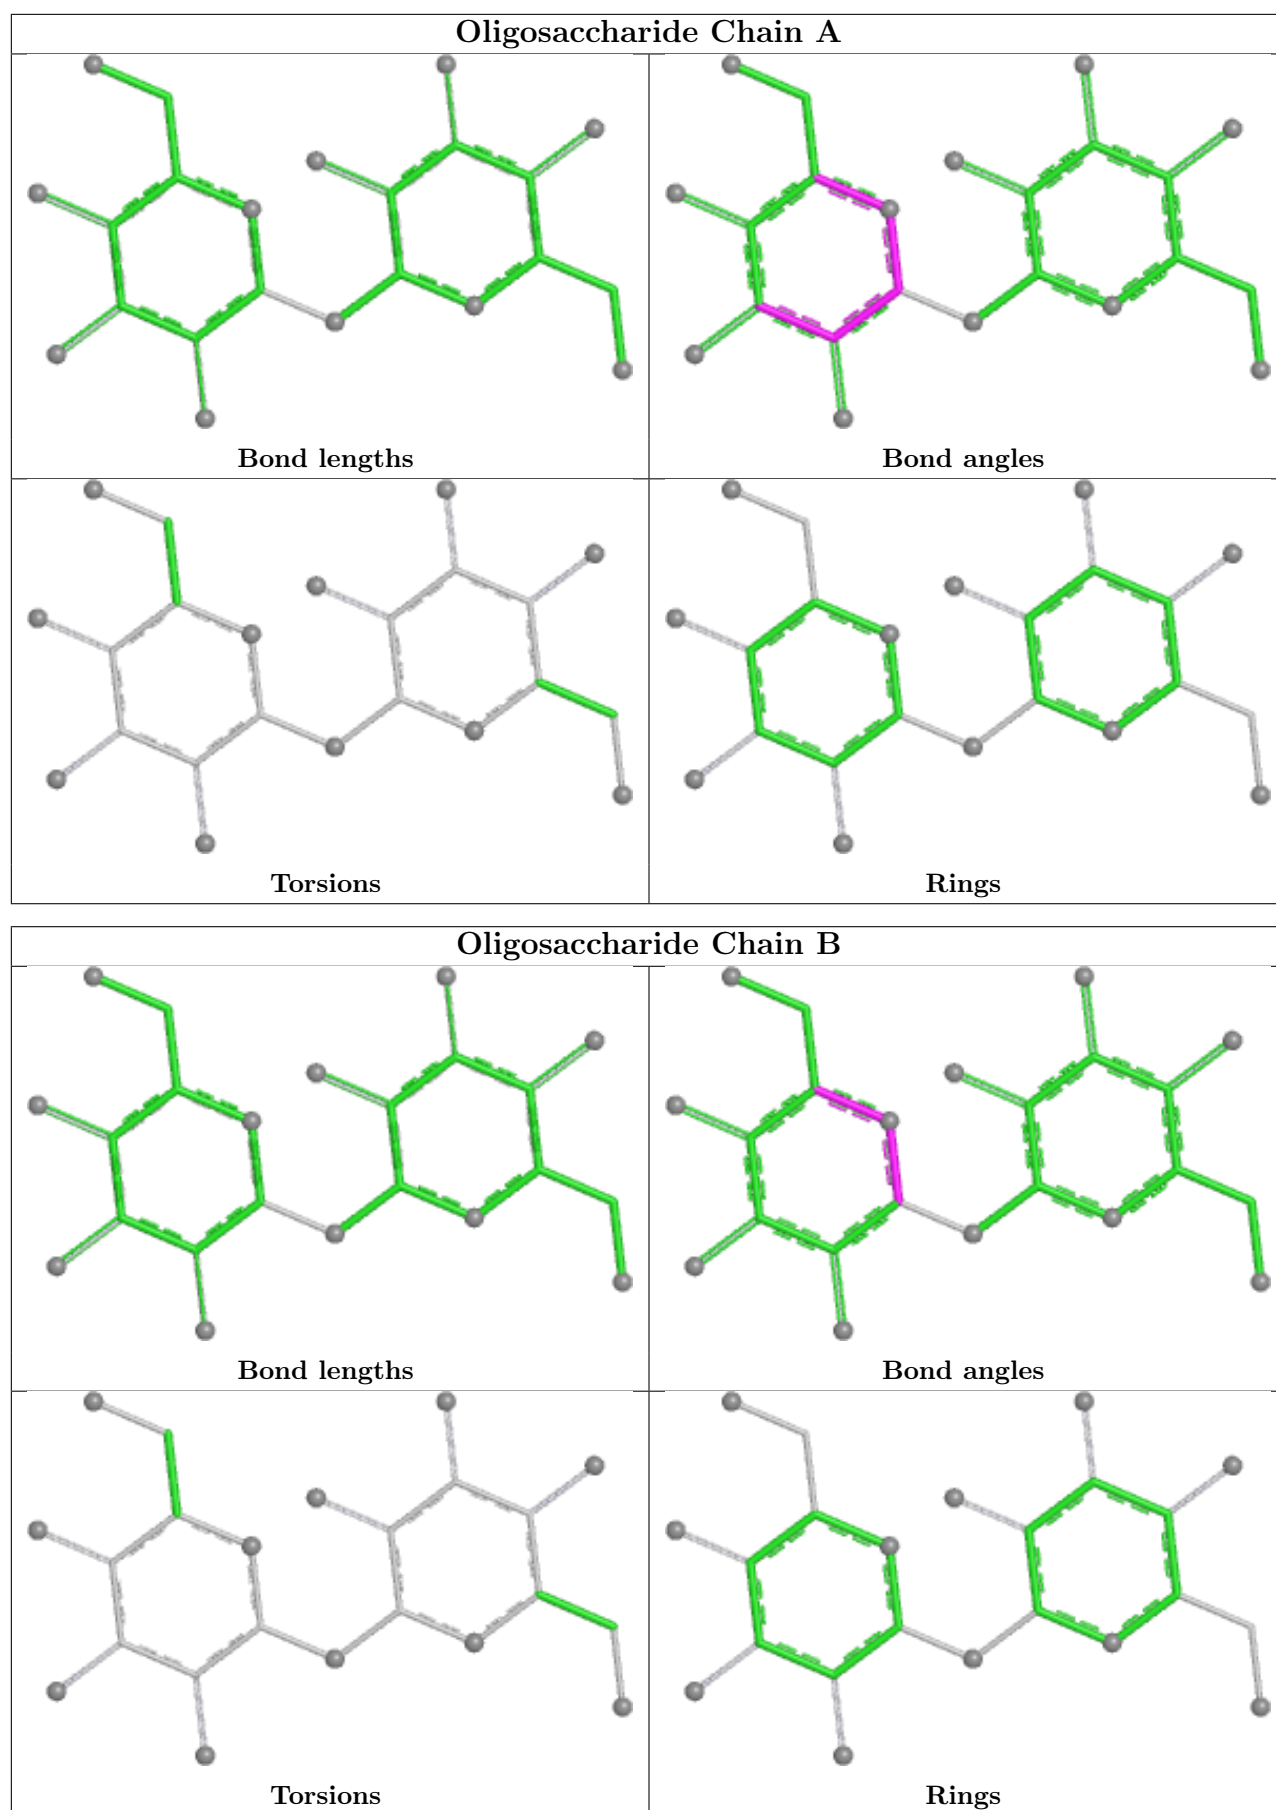 Oligosaccharide Chain A
Bond lengths
Bond angles
Torsions
Rings
Oligosaccharide Chain B
Bond lengths
Bond angles
Torsions
Rings